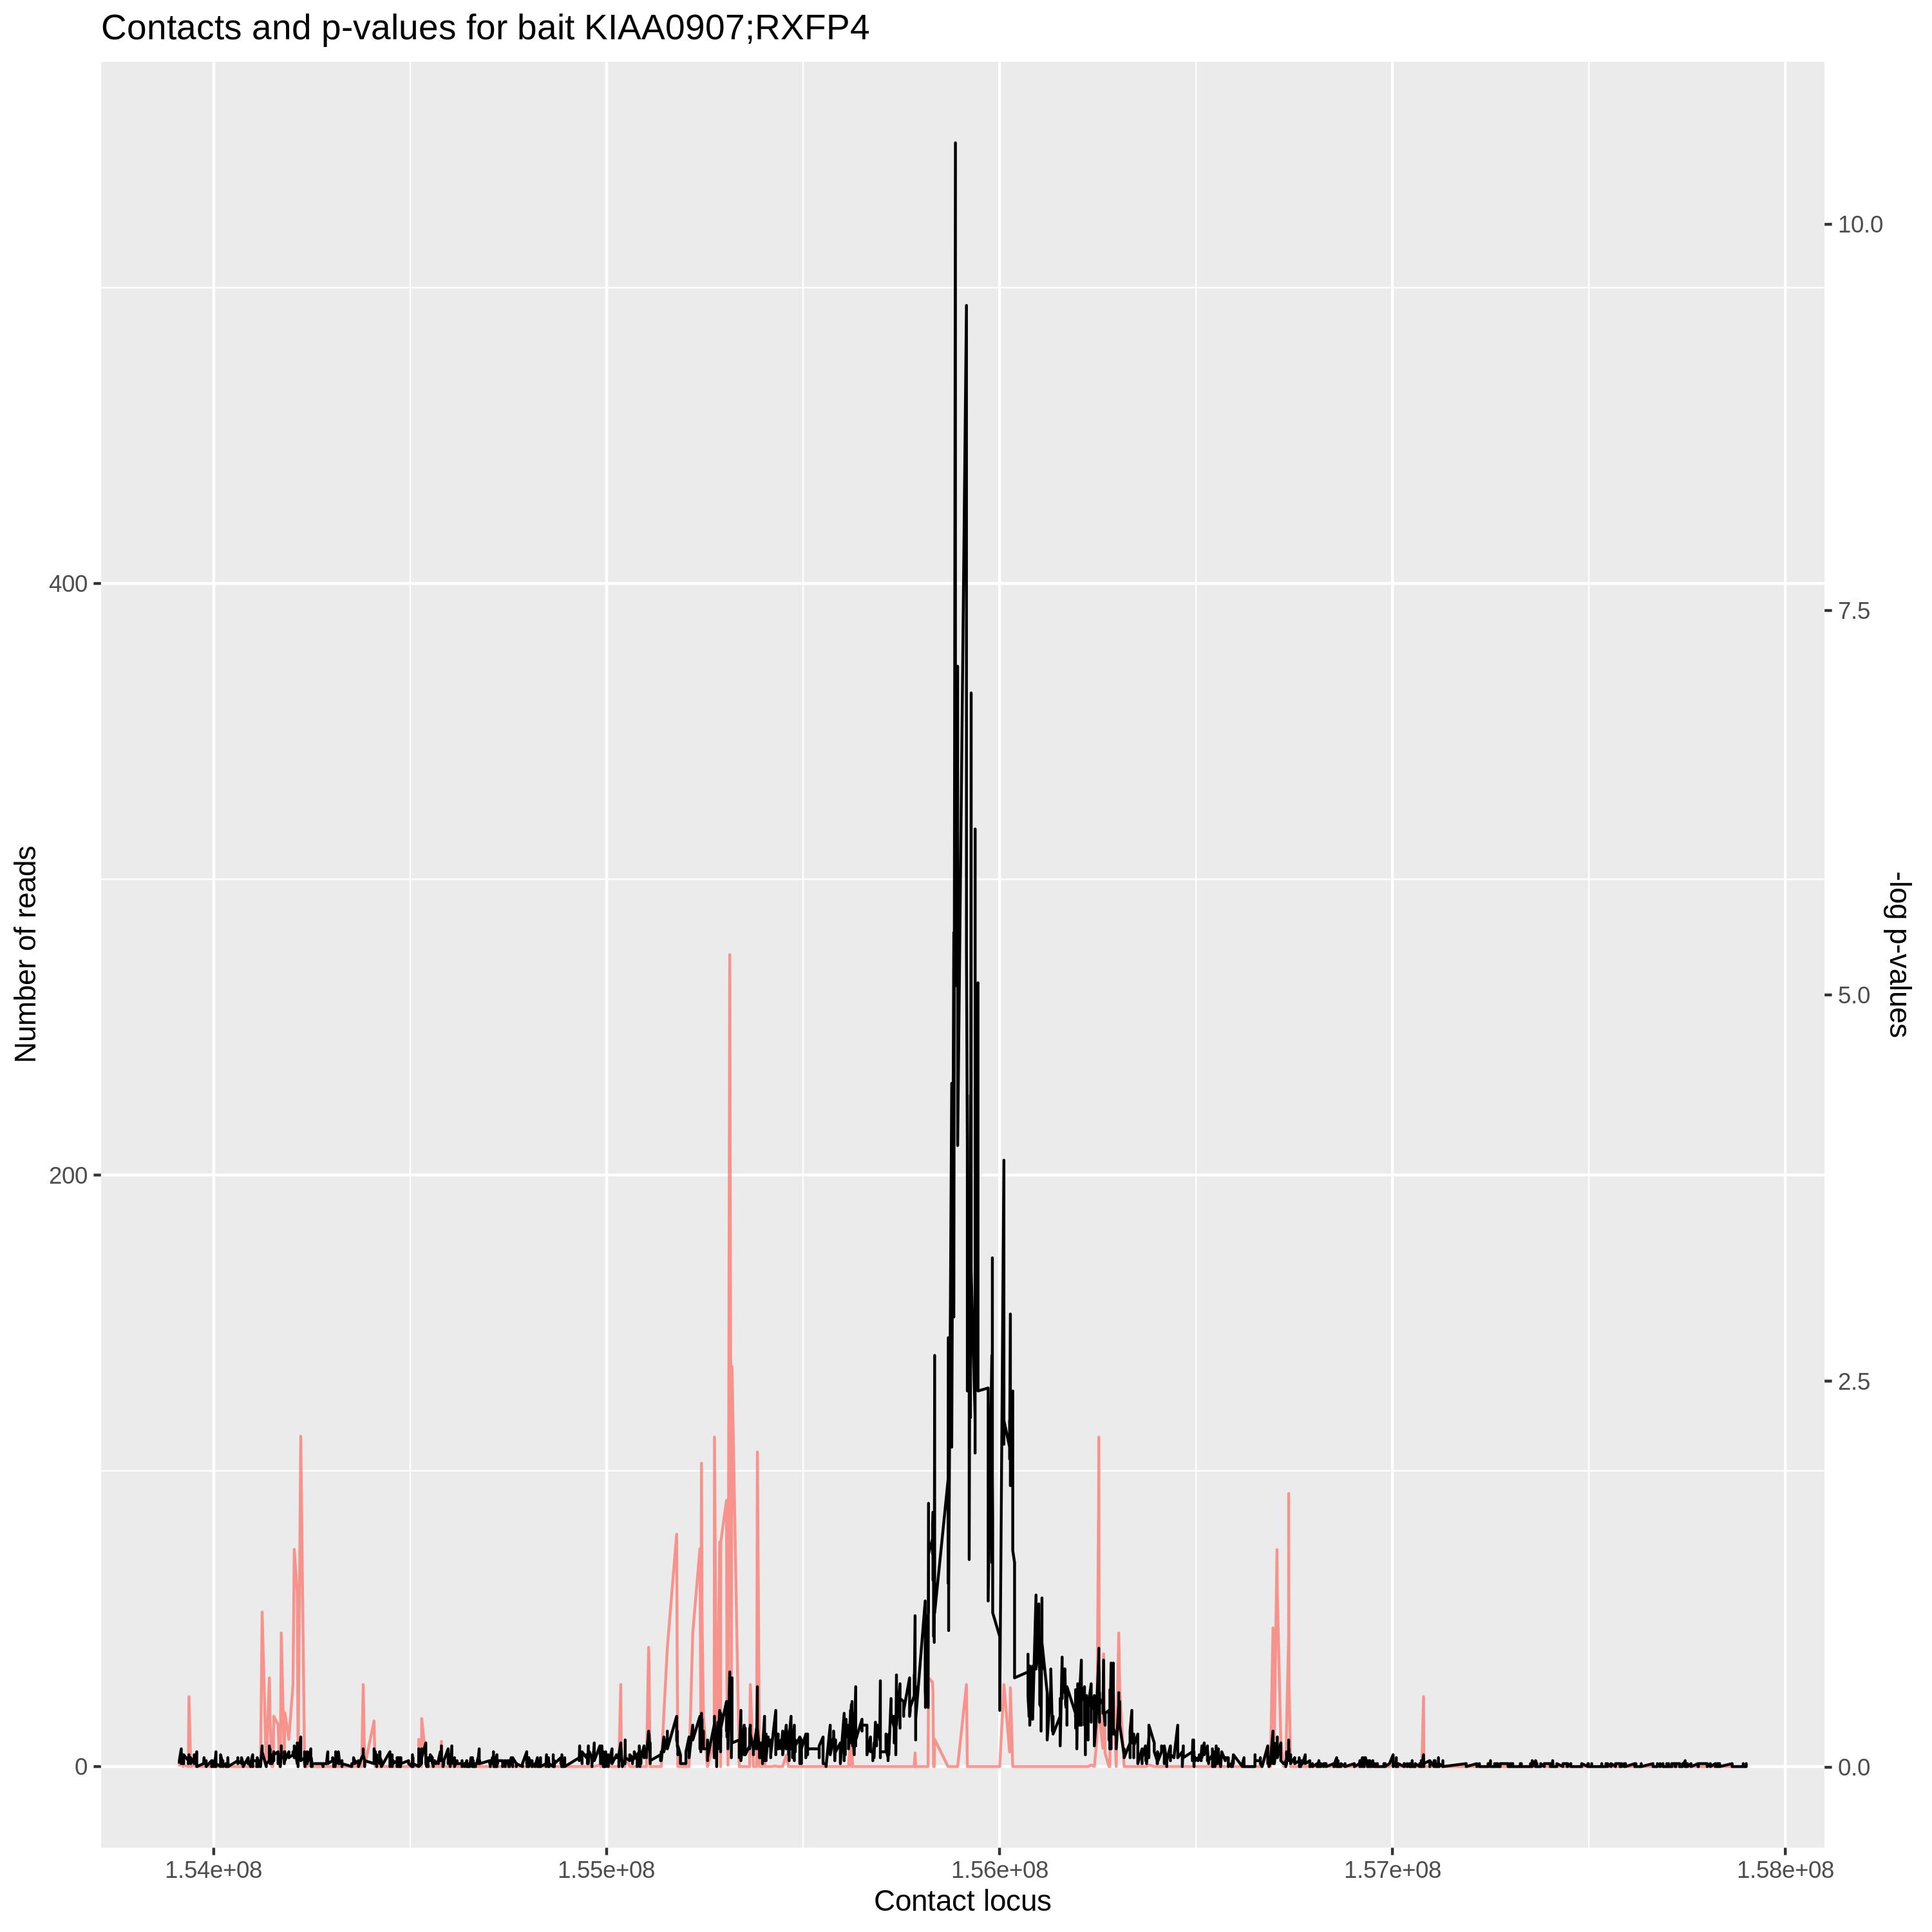 Contacts and p-values for bait KIAA0907;RXFP4
Number of reads
400
200
0
10.0
7.5
5.0
2.5
0.0
-log p-values
1.54e+08
1.55e+08
1.56e+08
1.57e+08
1.58e+08
Contact locus